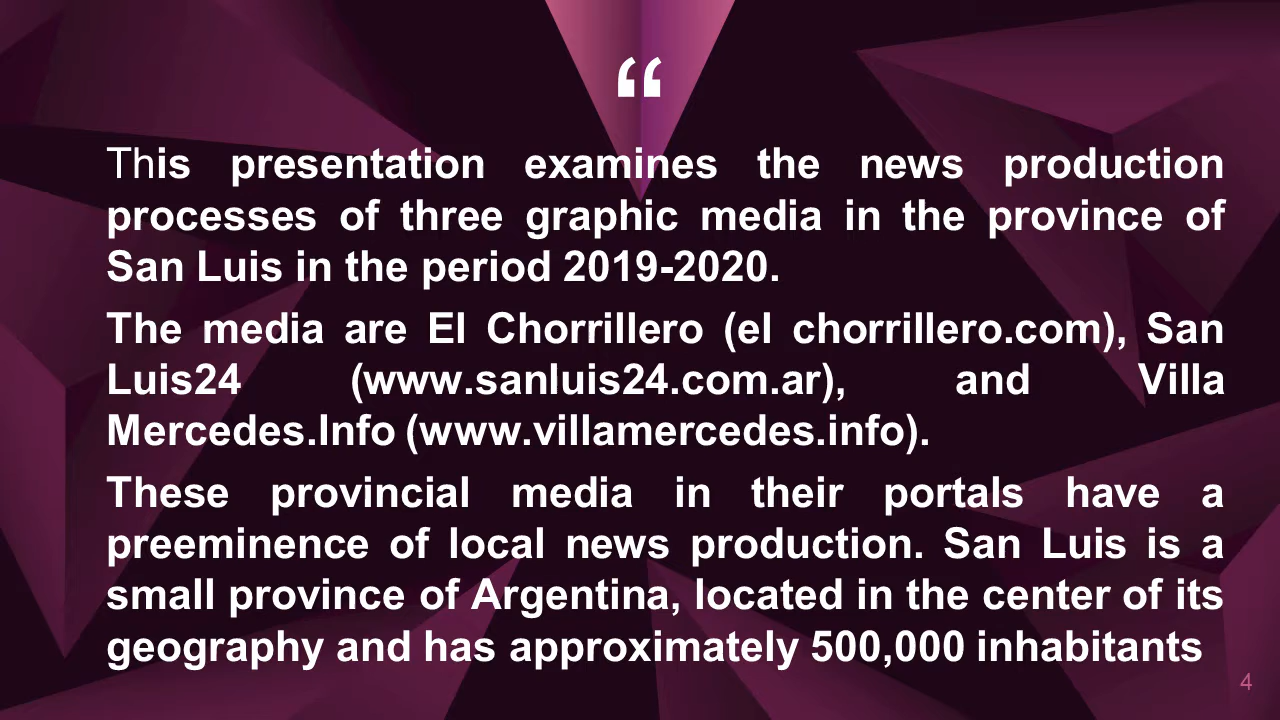 “
This presentation examines the news production
processes of three graphic media in the province of
San Luis in the period 2019-2020.
The media are El Chorrillero (el chorrillero.com), San
Luis24 (www.sanluis24.com.ar), and Villa
Mercedes.Info (www.villamercedes.info).
These provincial media in their portals have a
preeminence of local news production. San Luis is a
small province of Argentina, located in the center of its
geography and has approximately 500,000 inhabitants
4